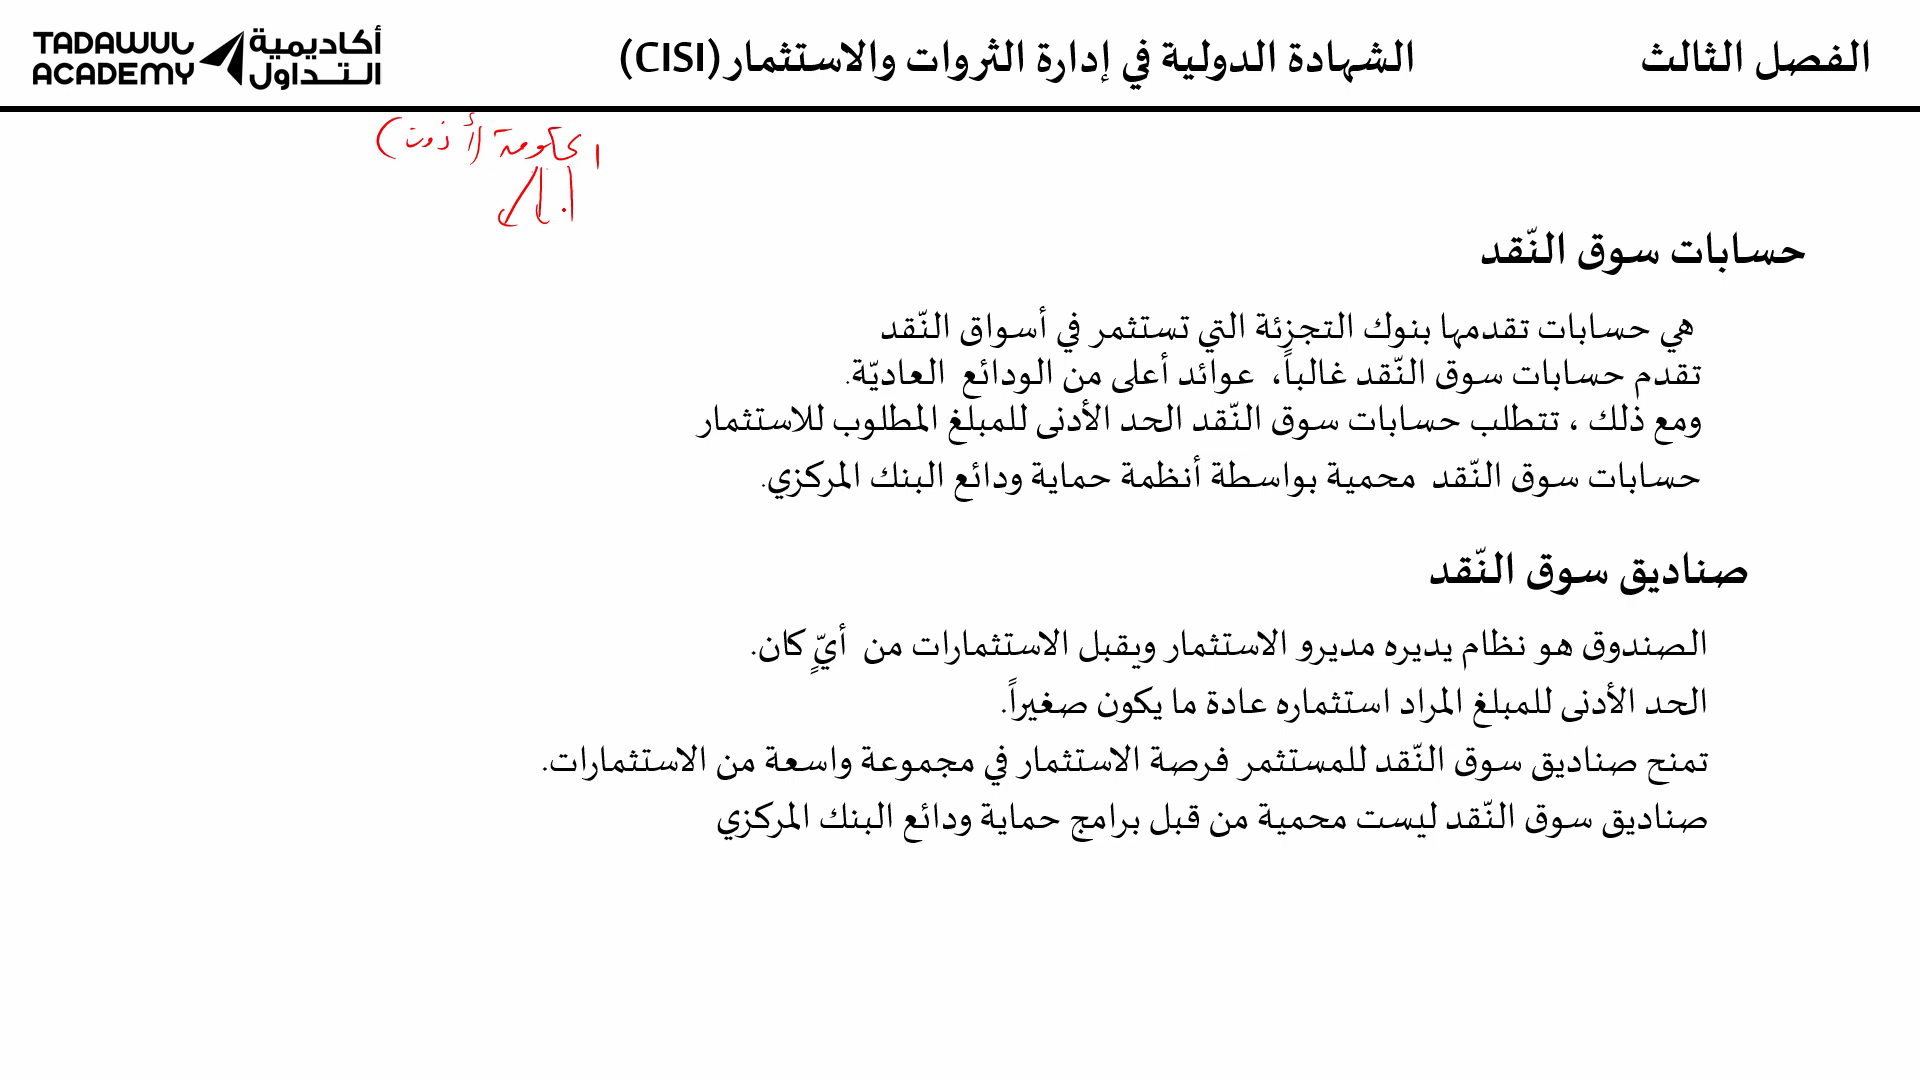 الفصل الثالث
الشهادة الدولية في إدارة الثروات والاستثمار (CISI)
TADAWUL ACADEMY
أكاديمية التداول
حسابات سوق النّقد
هي حسابات تقدمها بنوك التجزئة التي تستثمر في أسواق النّقد
تقدم حسابات سوق النّقد غالباً، عوائد أعلى من الودائع العاديّة.
ومع ذلك ، تتطلب حسابات سوق النّقد الحد الأدنى للمبلغ المطلوب للاستثمار
حسابات سوق النّقد محمية بواسطة أنظمة حماية ودائع البنك المركزي.
صناديق سوق النّقد
الصندوق هو نظام يديره مديرو الاستثمار ويقبل الاستثمارات من أيٍّ كان.
الحد الأدنى للمبلغ المراد استثماره عادة ما يكون صغيراً.
تمنح صناديق سوق النّقد للمستثمر فرصة الاستثمار في مجموعة واسعة من الاستثمارات.
صناديق سوق النّقد ليست محمية من قبل برامج حماية ودائع البنك المركزي